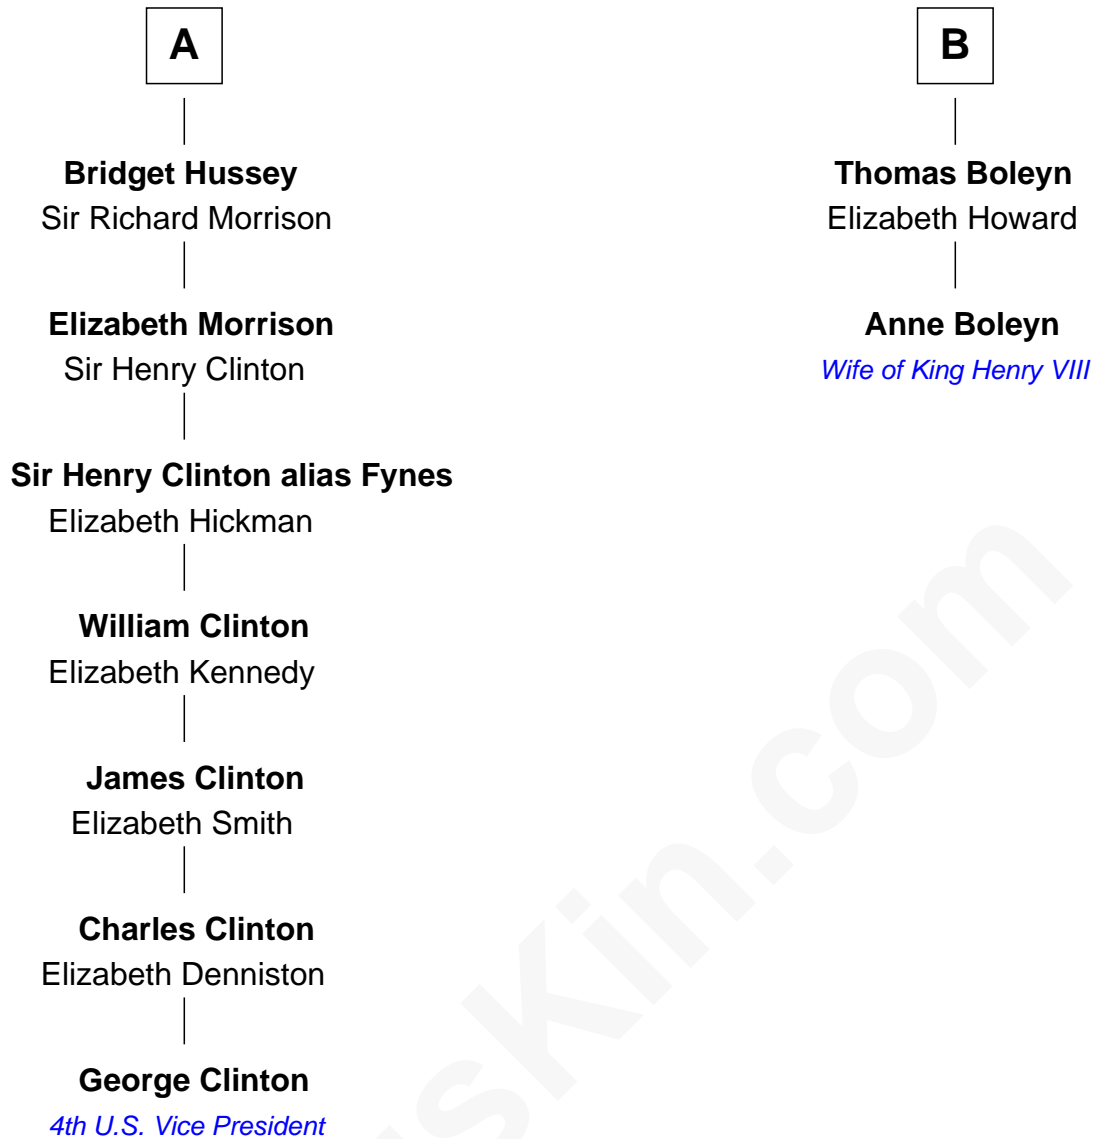 A
Bridget Hussey
Sir Richard Morrison
Elizabeth Morrison
Sir Henry Clinton
Sir Henry Clinton alias Fynes
Elizabeth Hickman
William Clinton
Elizabeth Kennedy
James Clinton
Elizabeth Smith
Charles Clinton
Elizabeth Denniston
George Clinton
4th U.S. Vice President
B
Thomas Boleyn
Elizabeth Howard
Anne Boleyn
Wife of King Henry VIII
sKin.com